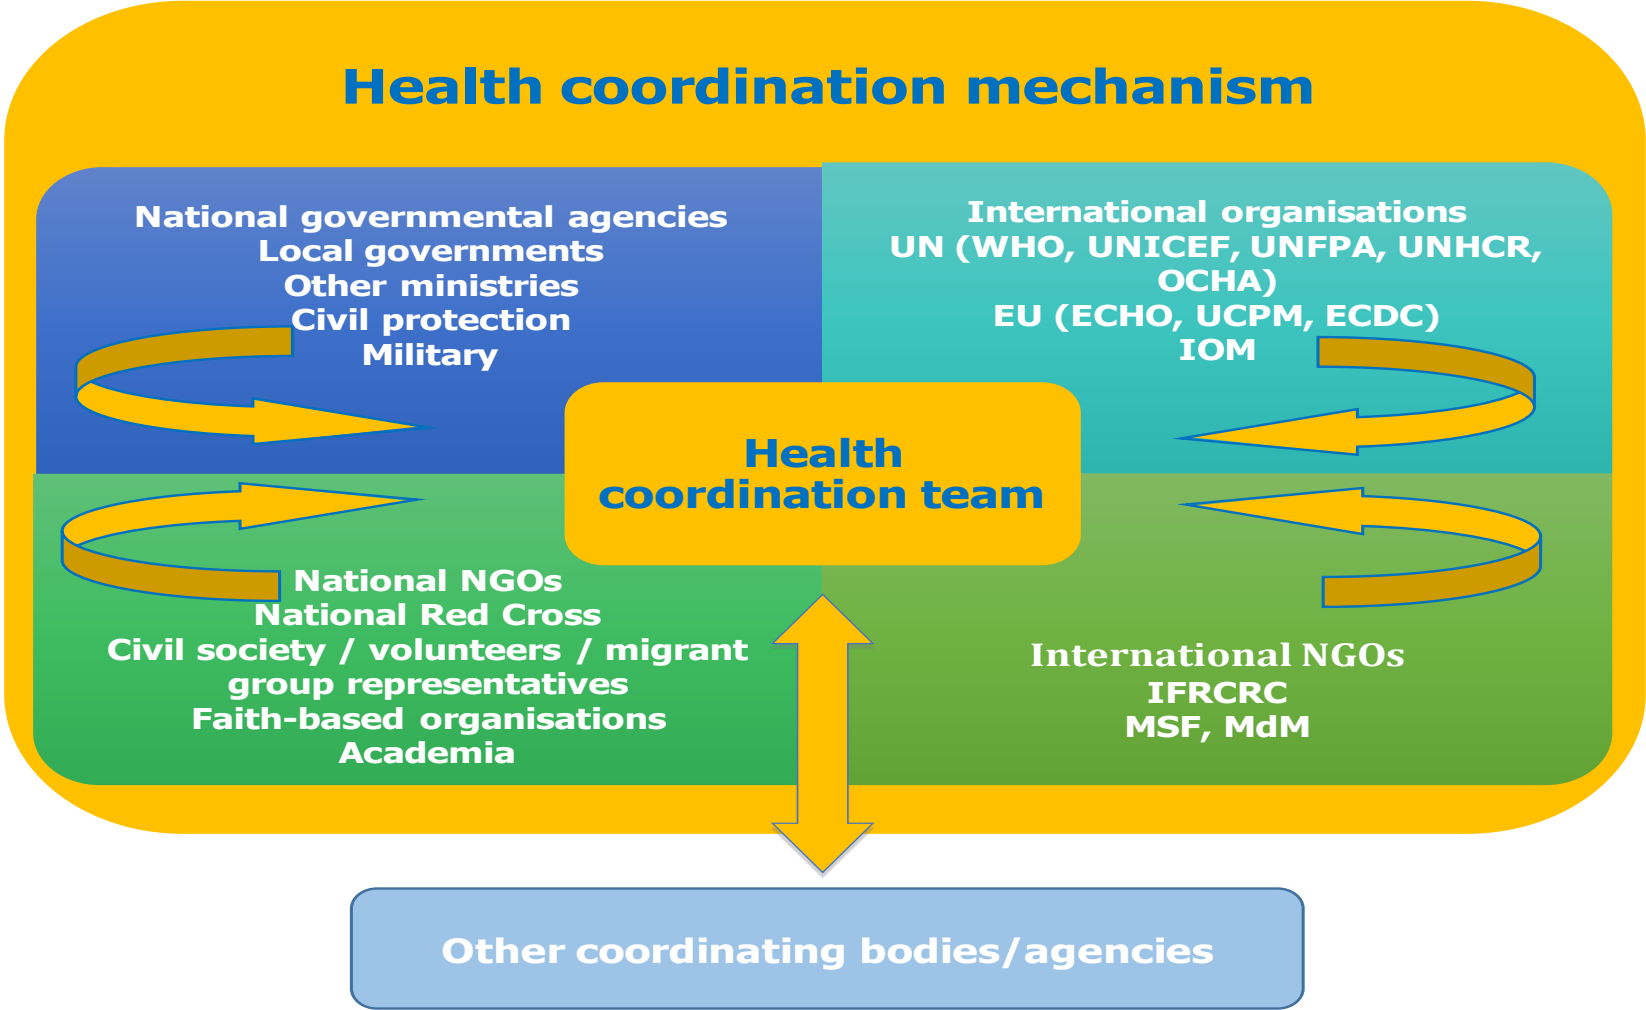 Health coordination mechanism
National governmental agencies
Local governments
Other ministries
Civil protection
Military
International organisations
UN (WHO, UNICEF, UNFPA, UNHCR,
OCHA)
EU (ECHO, UCPM, ECDC)
IOM
Health
coordination team
National NGOs
National Red Cross
Civil society / volunteers / migrant
group representatives
Faith-based organisations
Academia
International NGOs
IFRCRC
MSF, MdM
Other coordinating bodies/agencies